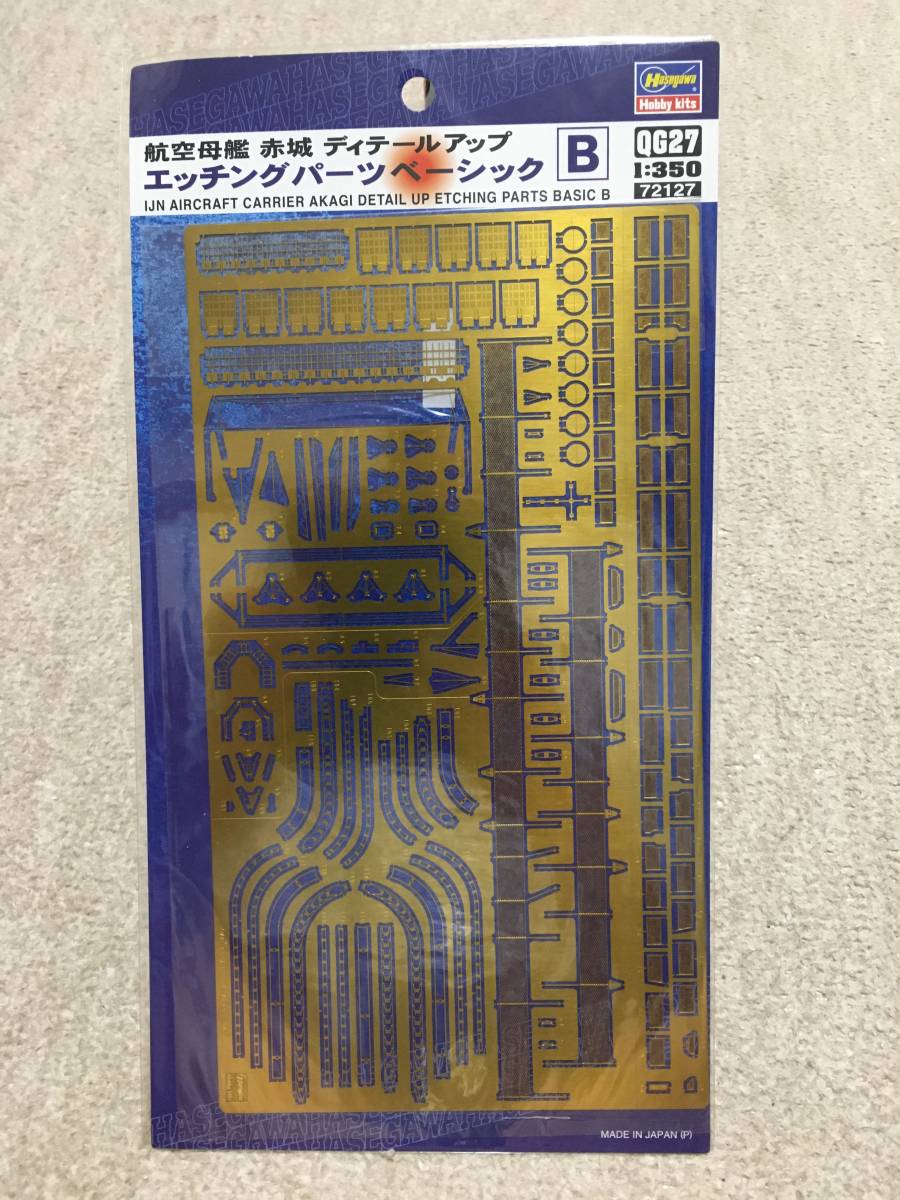 HASEGAWAHASEGAWAHASEGAWA
Hasegawa
Hobby kits
航空母艦 赤城 ディテールアップ
エッチングパーツ ベーシック
B
QG27
1:350
72127
IJN AIRCRAFT CARRIER AKAGI DETAIL UP ETCHING PARTS BASIC B
MADE IN JAPAN (P)
HASEGAWAHASEGAWA